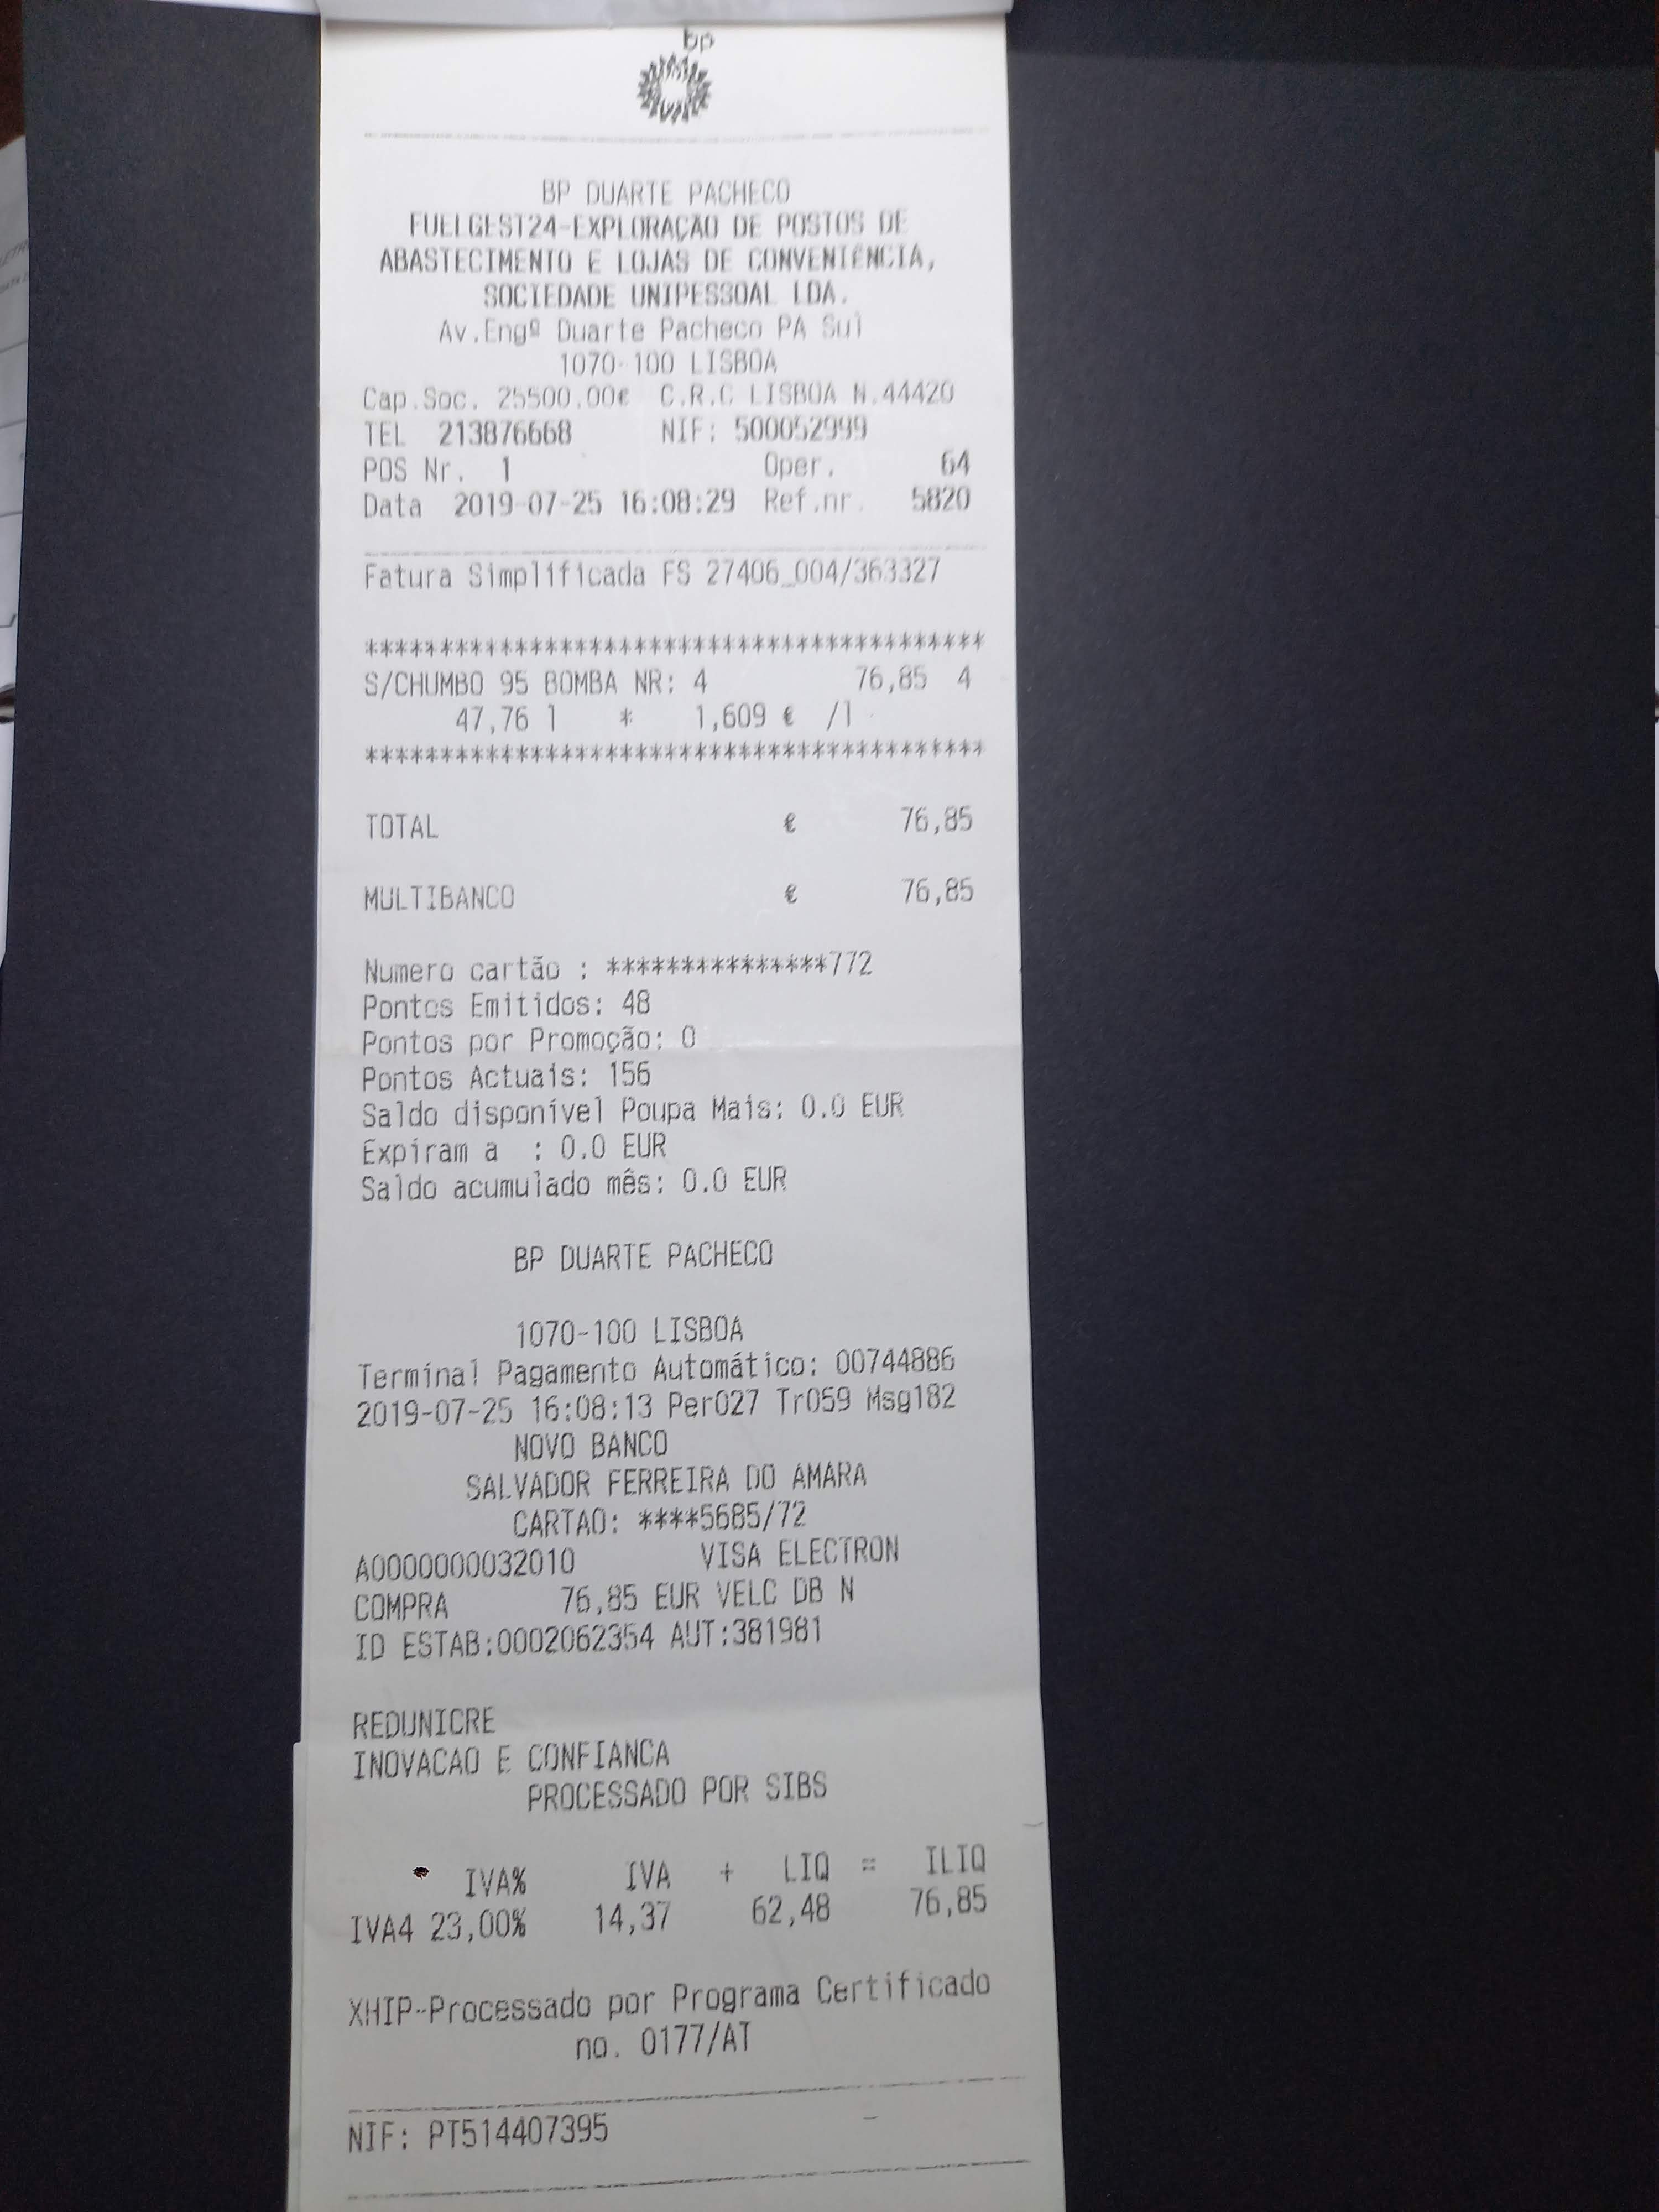 bp
BP DUARTE PACHECO
FUELGEST24-EXPLORAÇÃO DE POSTOS DE
ABASTECIMENTO E LOJAS DE CONVENIÊNCIA,
SOCIEDADE UNIPESSOAL LDA.
Av.Engº Duarte Pacheco PA Sul
1070-100 LISBOA
Cap.Soc. 25500.00€ C.R.C LISBOA N.44420
TEL 213876668 NIF: 500052999
POS Nr. 1 Oper. 64
Data 2019-07-25 16:08:29 Ref.nr. 5820
Fatura Simplificada FS 27406_004/363327
*****************************************
S/CHUMBO 95 BOMBA NR: 4 76,85 4
47,76 l * 1,609 € /l
*****************************************
TOTAL € 76,85
MULTIBANCO € 76,85
Numero cartão : ***************772
Pontos Emitidos: 48
Pontos por Promoção: 0
Pontos Actuais: 156
Saldo disponível Poupa Mais: 0.0 EUR
Expiram a : 0.0 EUR
Saldo acumulado mês: 0.0 EUR
BP DUARTE PACHECO
1070-100 LISBOA
Terminal Pagamento Automático: 00744886
2019-07-25 16:08:13 Per027 Tr059 Msg182
NOVO BANCO
SALVADOR FERREIRA DO AMARA
CARTAO: ****5685/72
A0000000032010 VISA ELECTRON
COMPRA 76,85 EUR VELC DB N
ID ESTAB:0002062354 AUT:381981
REDUNICRE
INOVACAO E CONFIANCA
PROCESSADO POR SIBS
IVA% IVA + LIQ = ILIQ
IVA4 23,00% 14,37 62,48 76,85
XHIP-Processado por Programa Certificado
no. 0177/AT
NIF: PT514407395